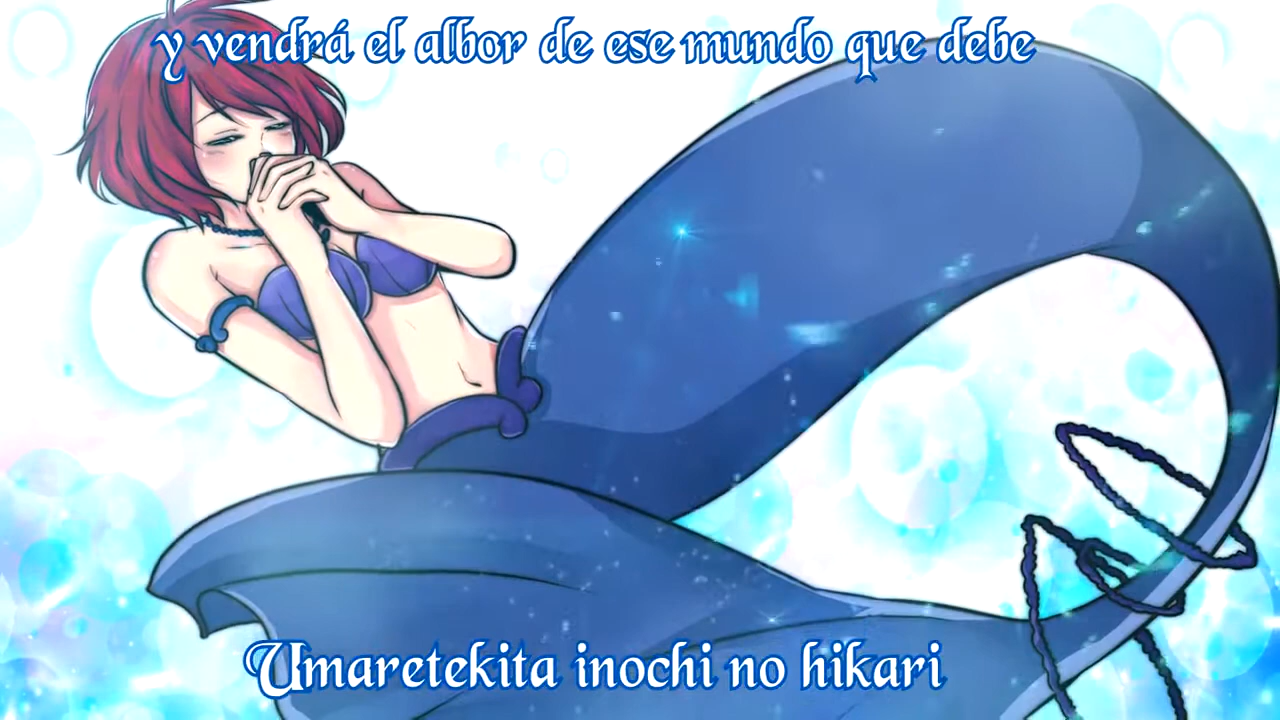 y vendrá el albor de ese mundo que debe
Umaretekita inochi no hikari